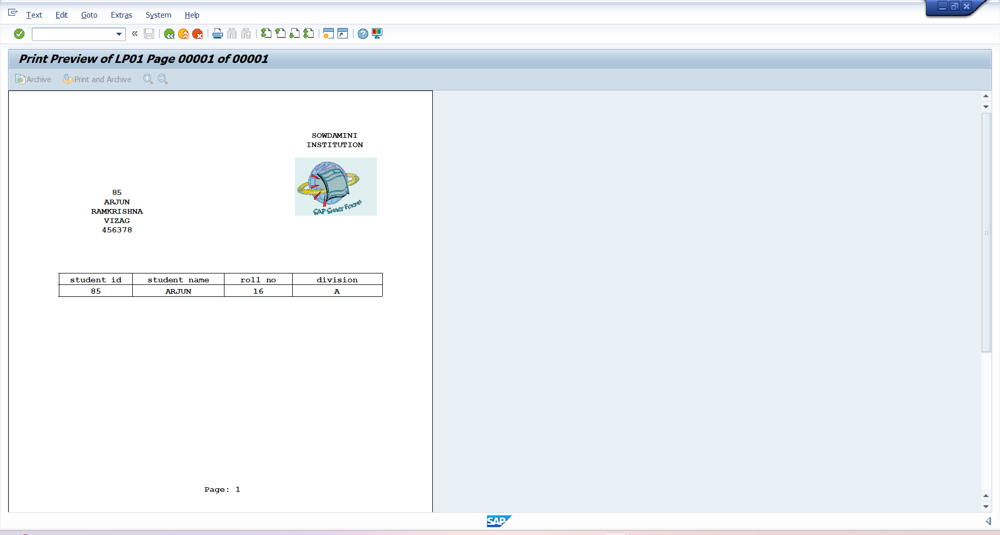 Text Edit Goto Extras System Help
Print Preview of LP01 Page 00001 of 00001
Archive Print and Archive
SOWDAMINI
INSTITUTION
SAP Smart Forms
85
ARJUN
RAMKRISHNA
VIZAG
456378
student id student name roll no division
85 ARJUN 16 A
Page: 1
SAP